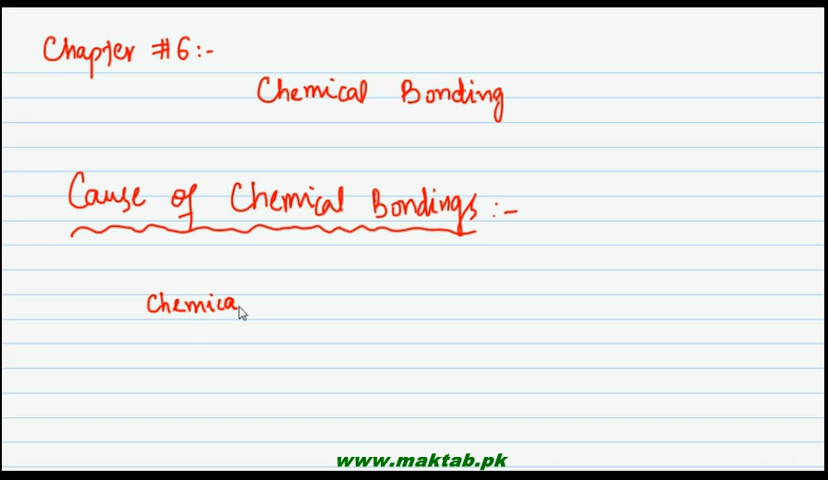 Chapter #6:-
Chemical Bonding
Cause of Chemical Bondings :-
Chemica
www.maktab.pk